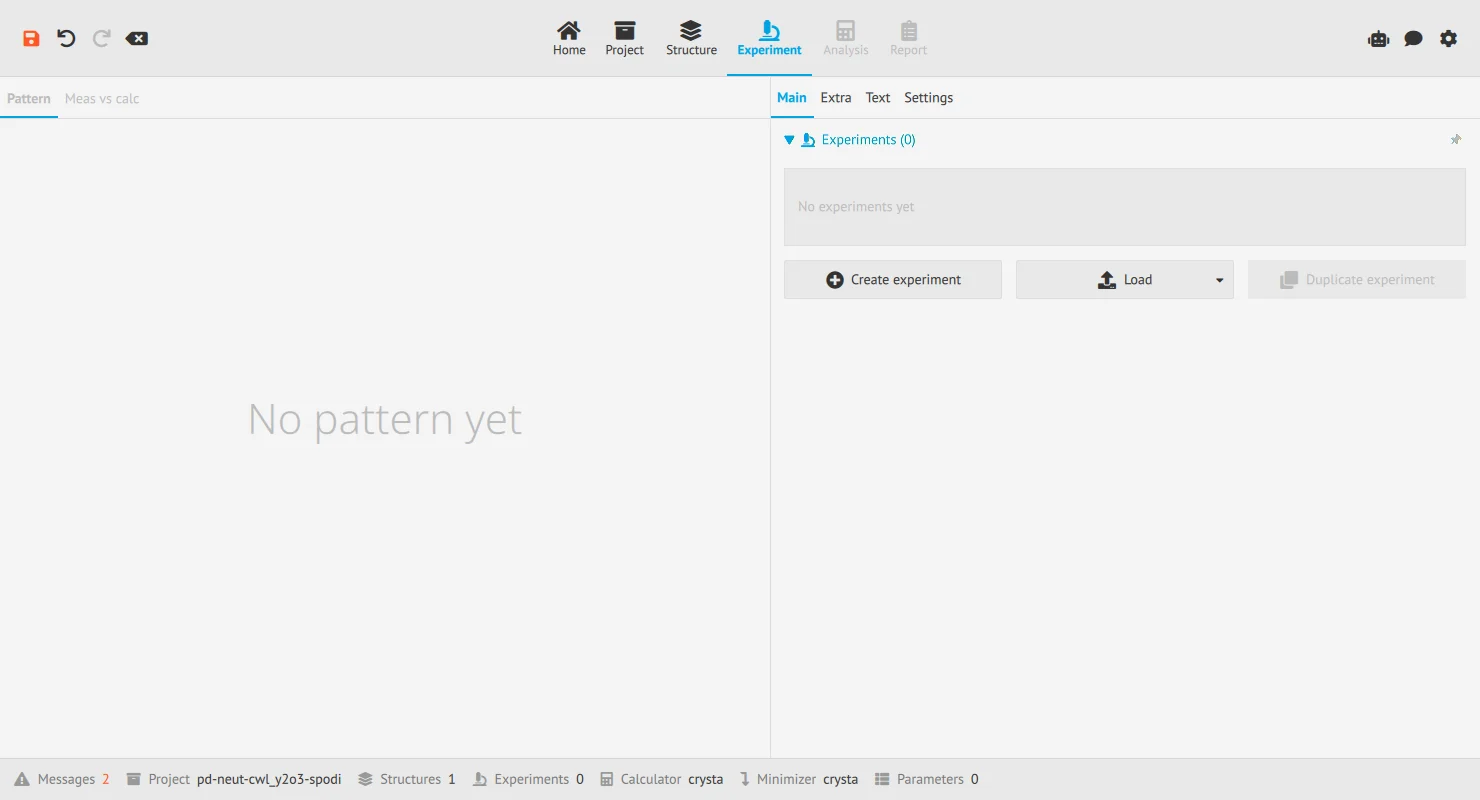 Home Project Structure Experiment Analysis Report
Pattern Meas vs calc
Main Extra Text Settings
Experiments (0)
No experiments yet
Create experiment Load Duplicate experiment
No pattern yet
Messages 2 Project pd-neut-cwl_y2o3-spodi Structures 1 Experiments 0 Calculator crysta Minimizer crysta Parameters 0